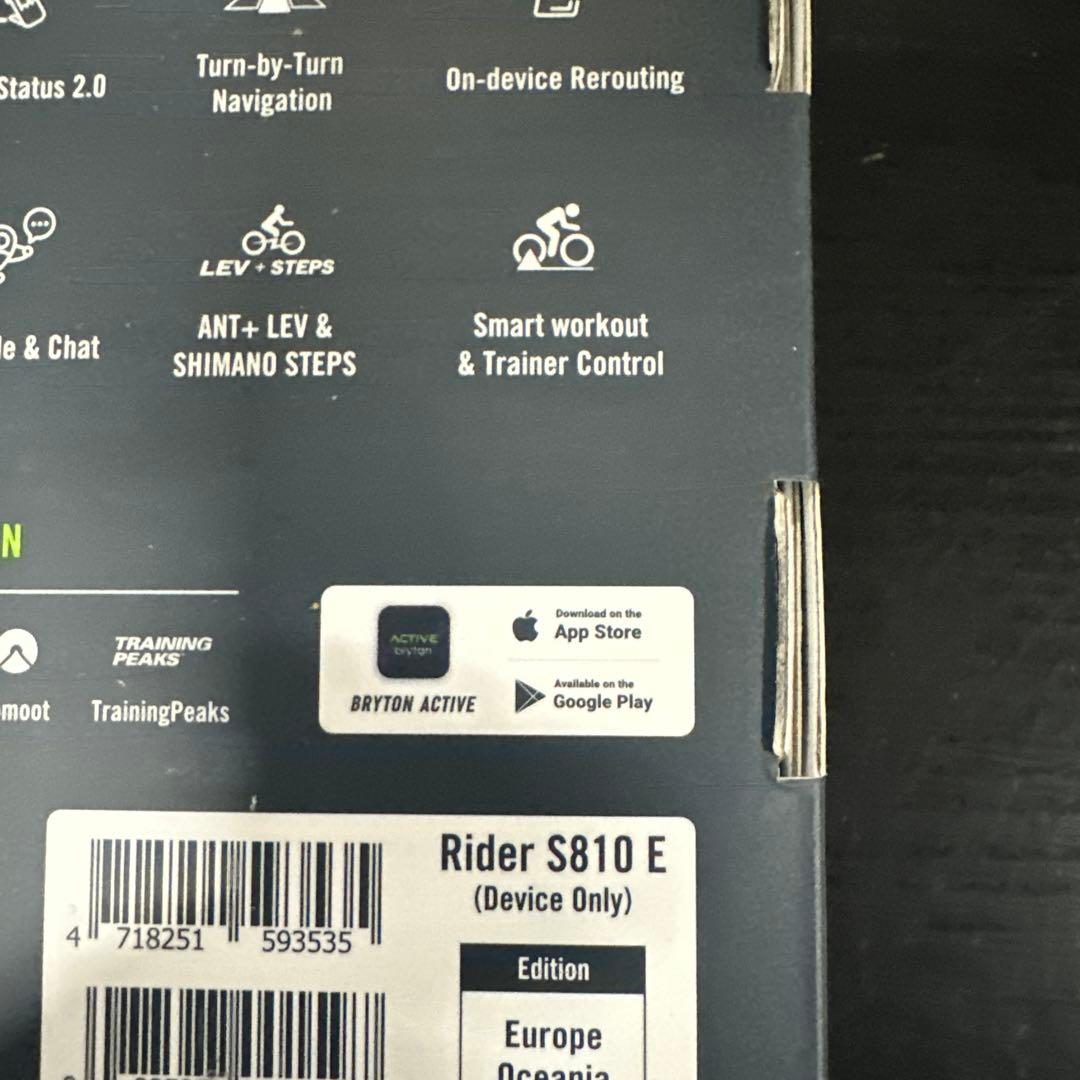 Status 2.0
Turn-by-Turn
Navigation
On-device Rerouting
LEV + STEPS
& Chat
ANT+ LEV &
SHIMANO STEPS
Smart workout
& Trainer Control
N
TRAINING
PEAKS
moot
TrainingPeaks
ACTIVE
bryton
BRYTON ACTIVE
Download on the
App Store
Available on the
Google Play
Rider S810 E
(Device Only)
4 718251 593535
Edition
Europe
Oceania